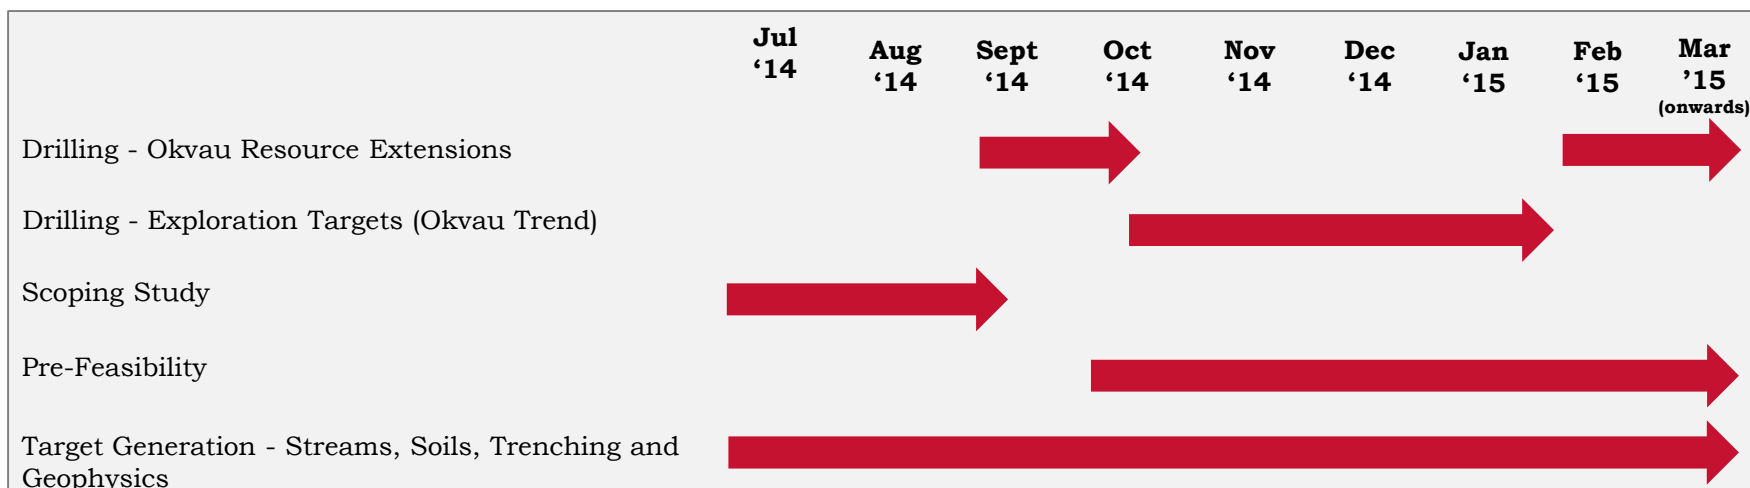 Jul Aug Sept Oct Nov Dec Jan Feb Mar
‘14 ‘14 ‘14 ‘14 ‘14 ‘14 ‘15 ‘15 ’15
(onwards)
Drilling - Okvau Resource Extensions
Drilling - Exploration Targets (Okvau Trend)
Scoping Study
Pre-Feasibility
Target Generation - Streams, Soils, Trenching and
Geophysics